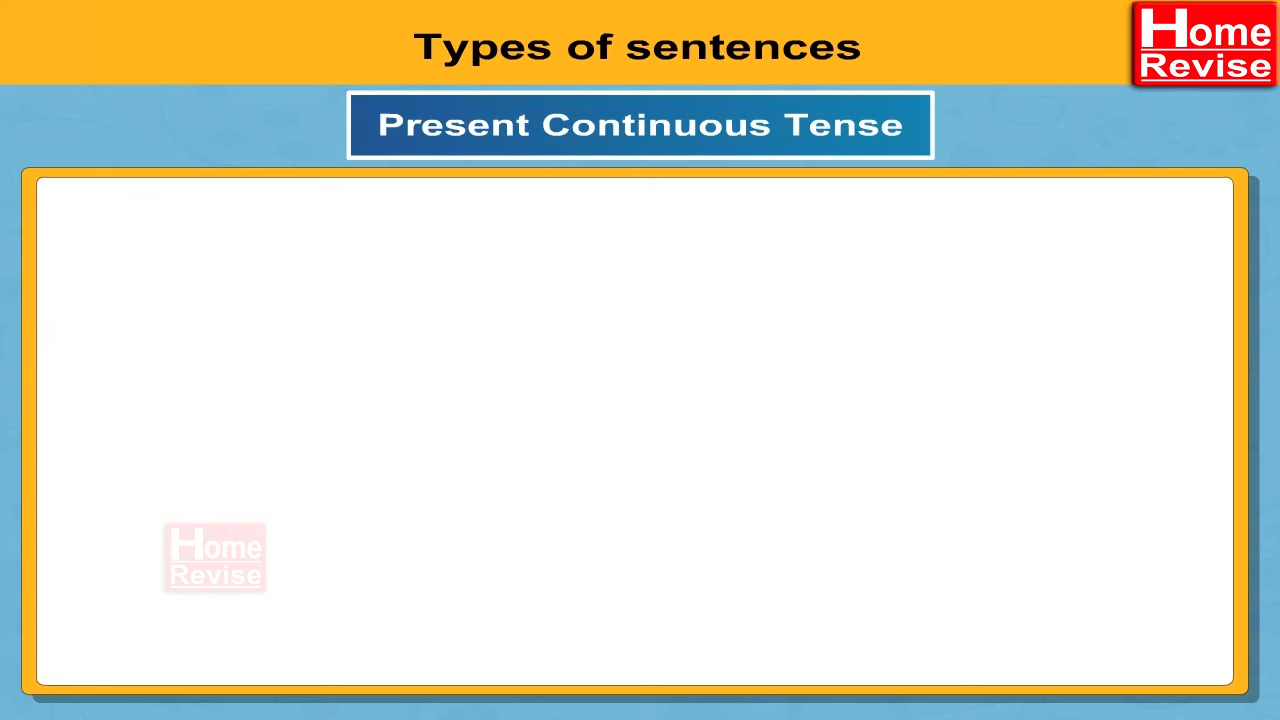 Types of sentences
Home
Revise
Present Continuous Tense
Home
Revise